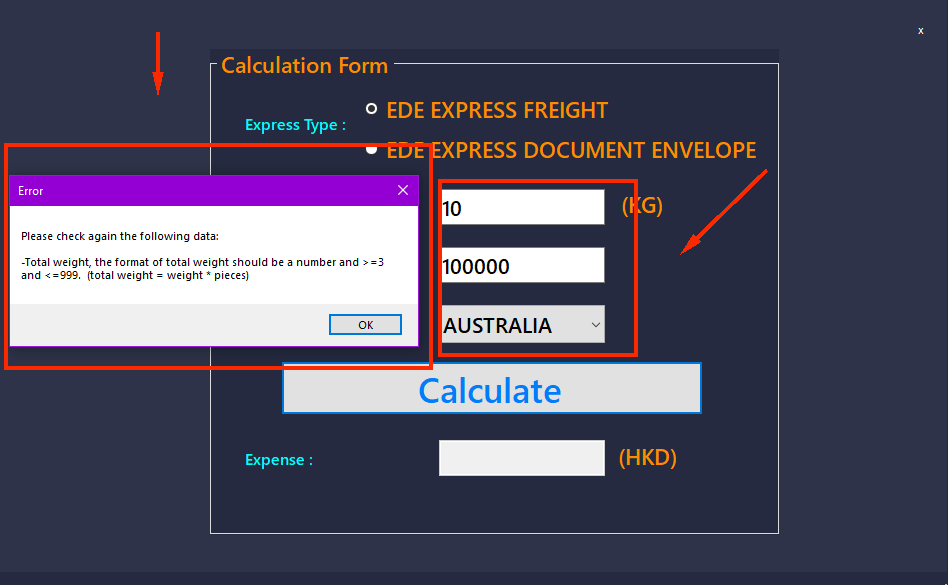 x
Calculation Form
Express Type :
EDE EXPRESS FREIGHT
EDE EXPRESS DOCUMENT ENVELOPE
Error
Please check again the following data:
-Total weight, the format of total weight should be a number and >=3
and <=999.  (total weight = weight * pieces)
OK
10
(KG)
100000
AUSTRALIA
Calculate
Expense :
(HKD)